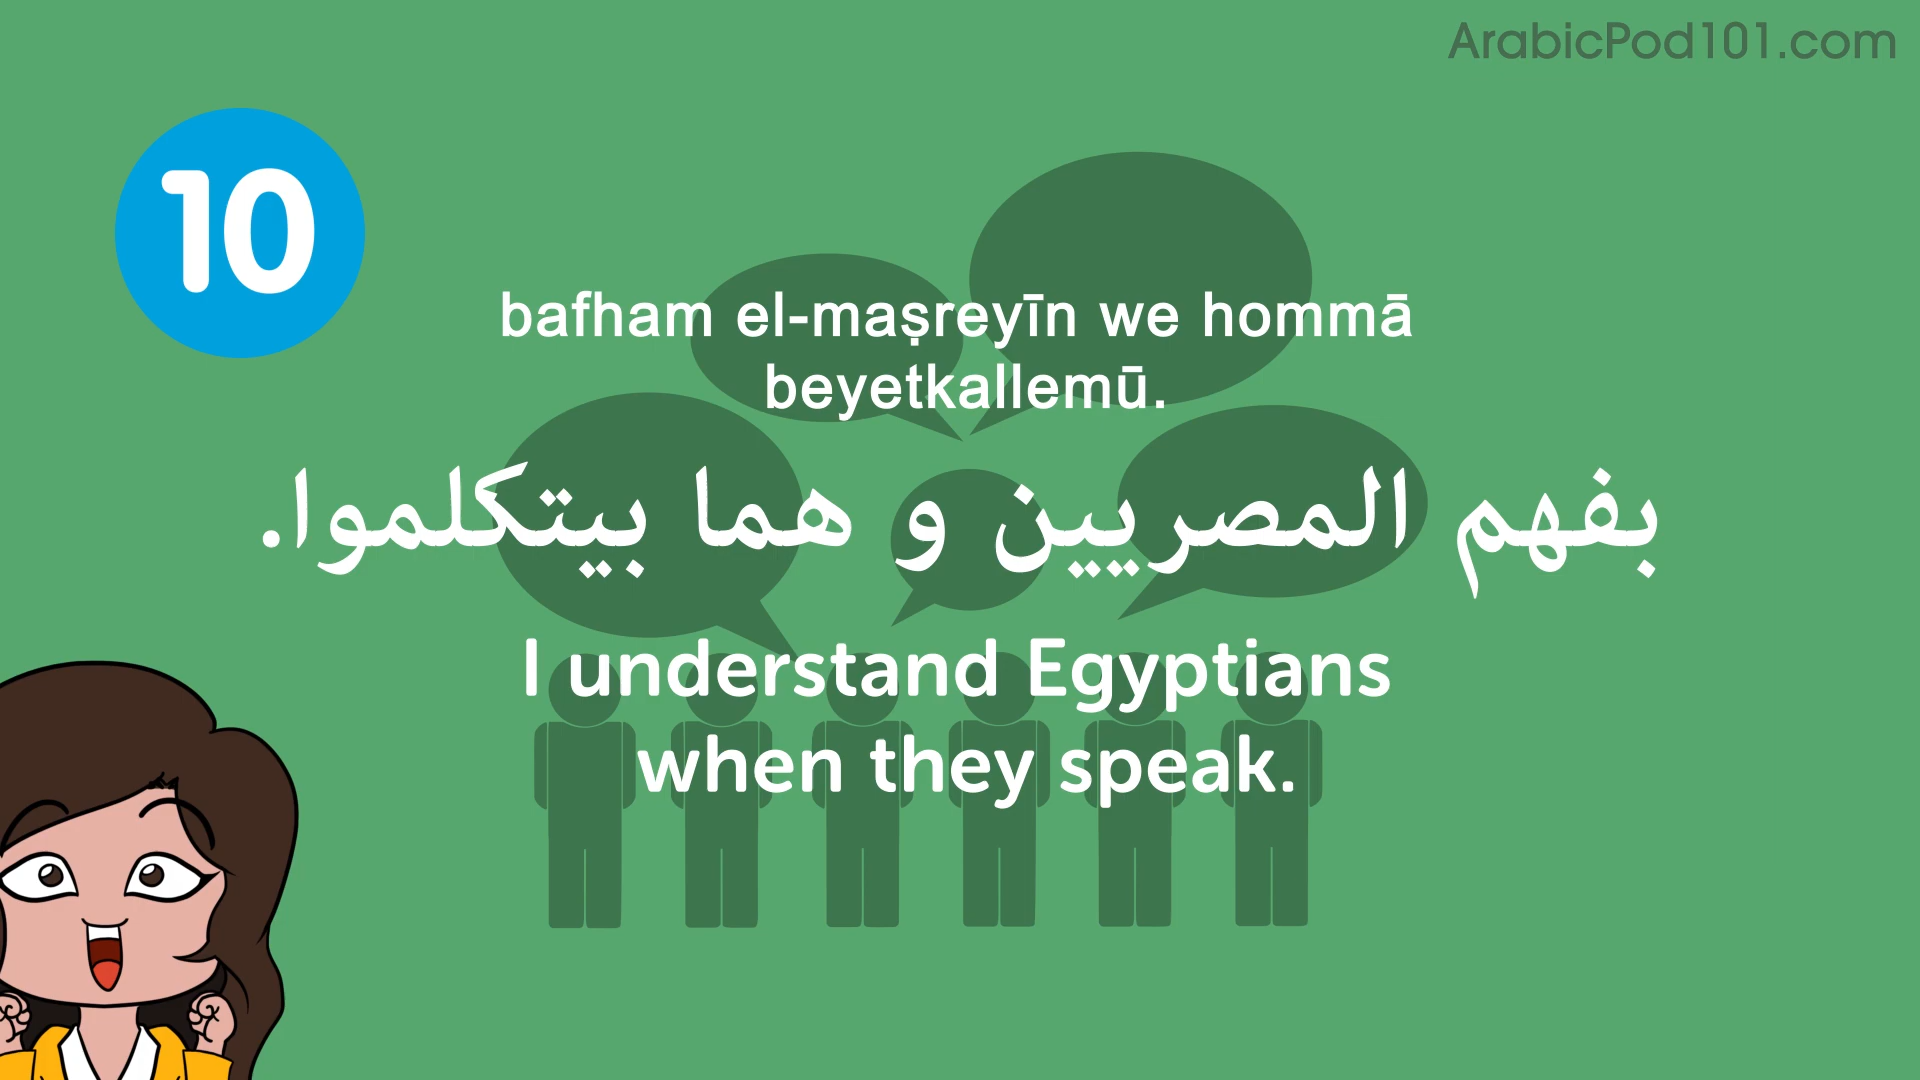 ArabicPod101.com
10
bafham el-maṣreyīn we hommā
beyetkallemū.
بفهم المصريين و هما بيتكلموا.
I understand Egyptians
when they speak.